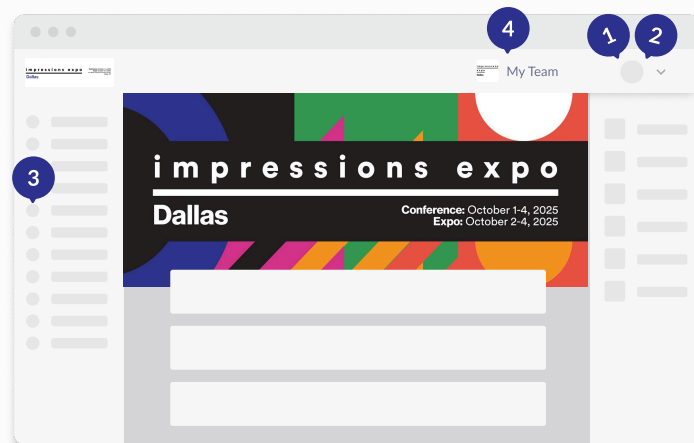 4
1
2
impressions expo
Dallas
My Team
3
impressions expo
Dallas
Conference: October 1-4, 2025
Expo: October 2-4, 2025